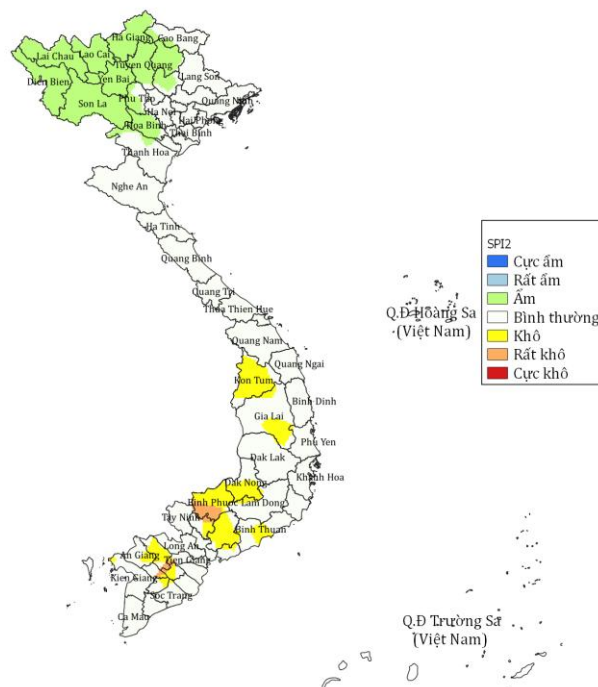 Ha Giang
Cao Bang
Lai Chau
Lao Cai
Tuyen Quang
Dien Bien
Yen Bai
Lang Son
Phu Tho
Son La
Quang Ninh
Ha Noi
Hai Phong
Hoa Binh
Thai Binh
Thanh Hoa
Nghe An
Ha Tinh
Quang Binh
Quang Tri
Thua Thien Hue
Quang Nam
Quang Ngai
Kon Tum
Binh Dinh
Gia Lai
Phu Yen
Dak Lak
Khanh Hoa
Dak Nong
Binh Phuoc
Lam Dong
Tay Ninh
Binh Thuan
Long An
An Giang
Tien Giang
Kien Giang
Soc Trang
Ca Mau
SPI2
Cực ẩm
Rất ẩm
Ẩm
Bình thường
Khô
Rất khô
Cực khô
Q.Đ Hoàng Sa
(Việt Nam)
Q.Đ Trường Sa
(Việt Nam)